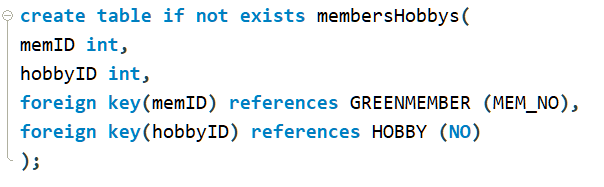 create table if not exists membersHobbys(
memID int,
hobbyID int,
foreign key(memID) references GREENMEMBER (MEM_NO),
foreign key(hobbyID) references HOBBY (NO)
);